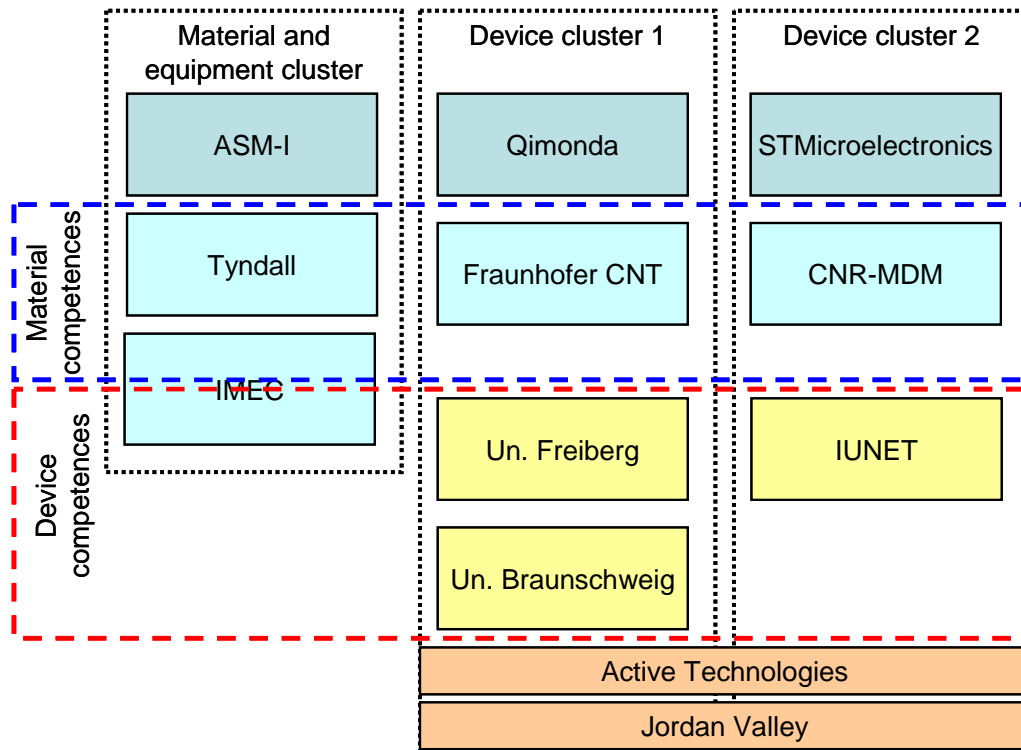 Material and
equipment cluster
Device cluster 1
Device cluster 2
ASM-I
Qimonda
STMicroelectronics
Material
competences
Tyndall
Fraunhofer CNT
CNR-MDM
IMEC
Device
competences
Un. Freiberg
IUNET
Un. Braunschweig
Active Technologies
Jordan Valley